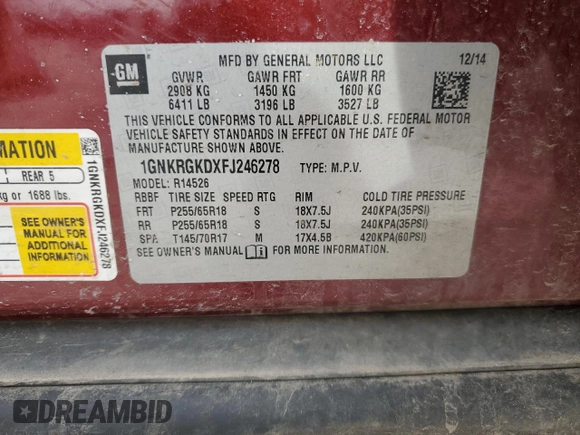 GM
MFD BY GENERAL MOTORS LLC 12/14
GVWR GAWR FRT GAWR RR
2908 KG 1450 KG 1600 KG
6411 LB 3196 LB 3527 LB
THIS VEHICLE CONFORMS TO ALL APPLICABLE U.S. FEDERAL MOTOR
VEHICLE SAFETY STANDARDS IN EFFECT ON THE DATE OF
MANUFACTURE SHOWN ABOVE.
1GNKRGKDXFJ246278 TYPE: M.P.V.
MODEL: R14526
RBBF TIRE SIZE SPEED RTG RIM COLD TIRE PRESSURE
FRT P255/65R18 S 18X7.5J 240KPA(35PSI)
RR P255/65R18 S 18X7.5J 240KPA(35PSI)
SPA T145/70R17 M 17X4.5B 420KPA(60PSI)
SEE OWNER'S MANUAL FOR MORE INFORMATION
MATION
1 REAR 5
kg or 1688 lbs.
SEE OWNER'S
MANUAL FOR
ADDITIONAL
INFORMATION
1GNKRGKDXFJ246278
DREAMBID